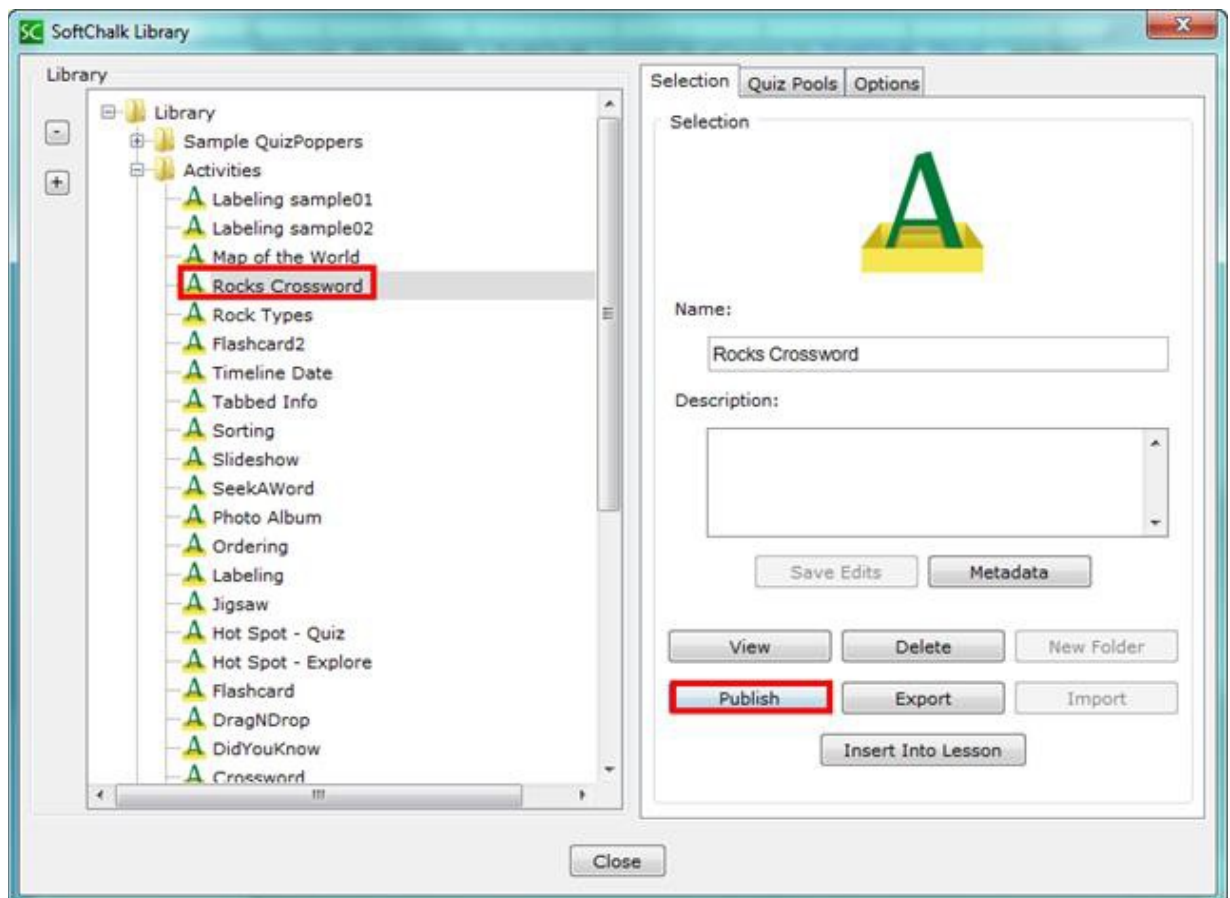 SC SoftChalk Library
Library
Library
Sample QuizPoppers
Activities
A Labeling sample01
A Labeling sample02
A Map of the World
A Rocks Crossword
A Rock Types
A Flashcard2
A Timeline Date
A Tabbed Info
A Sorting
A Slideshow
A SeekAWord
A Photo Album
A Ordering
A Labeling
A Jigsaw
A Hot Spot - Quiz
A Hot Spot - Explore
A Flashcard
A DragNDrop
A DidYouKnow
A Crossword
Selection Quiz Pools Options
Selection
A
Name:
Rocks Crossword
Description:
Save Edits Metadata
View Delete New Folder
Publish Export Import
Insert Into Lesson
Close